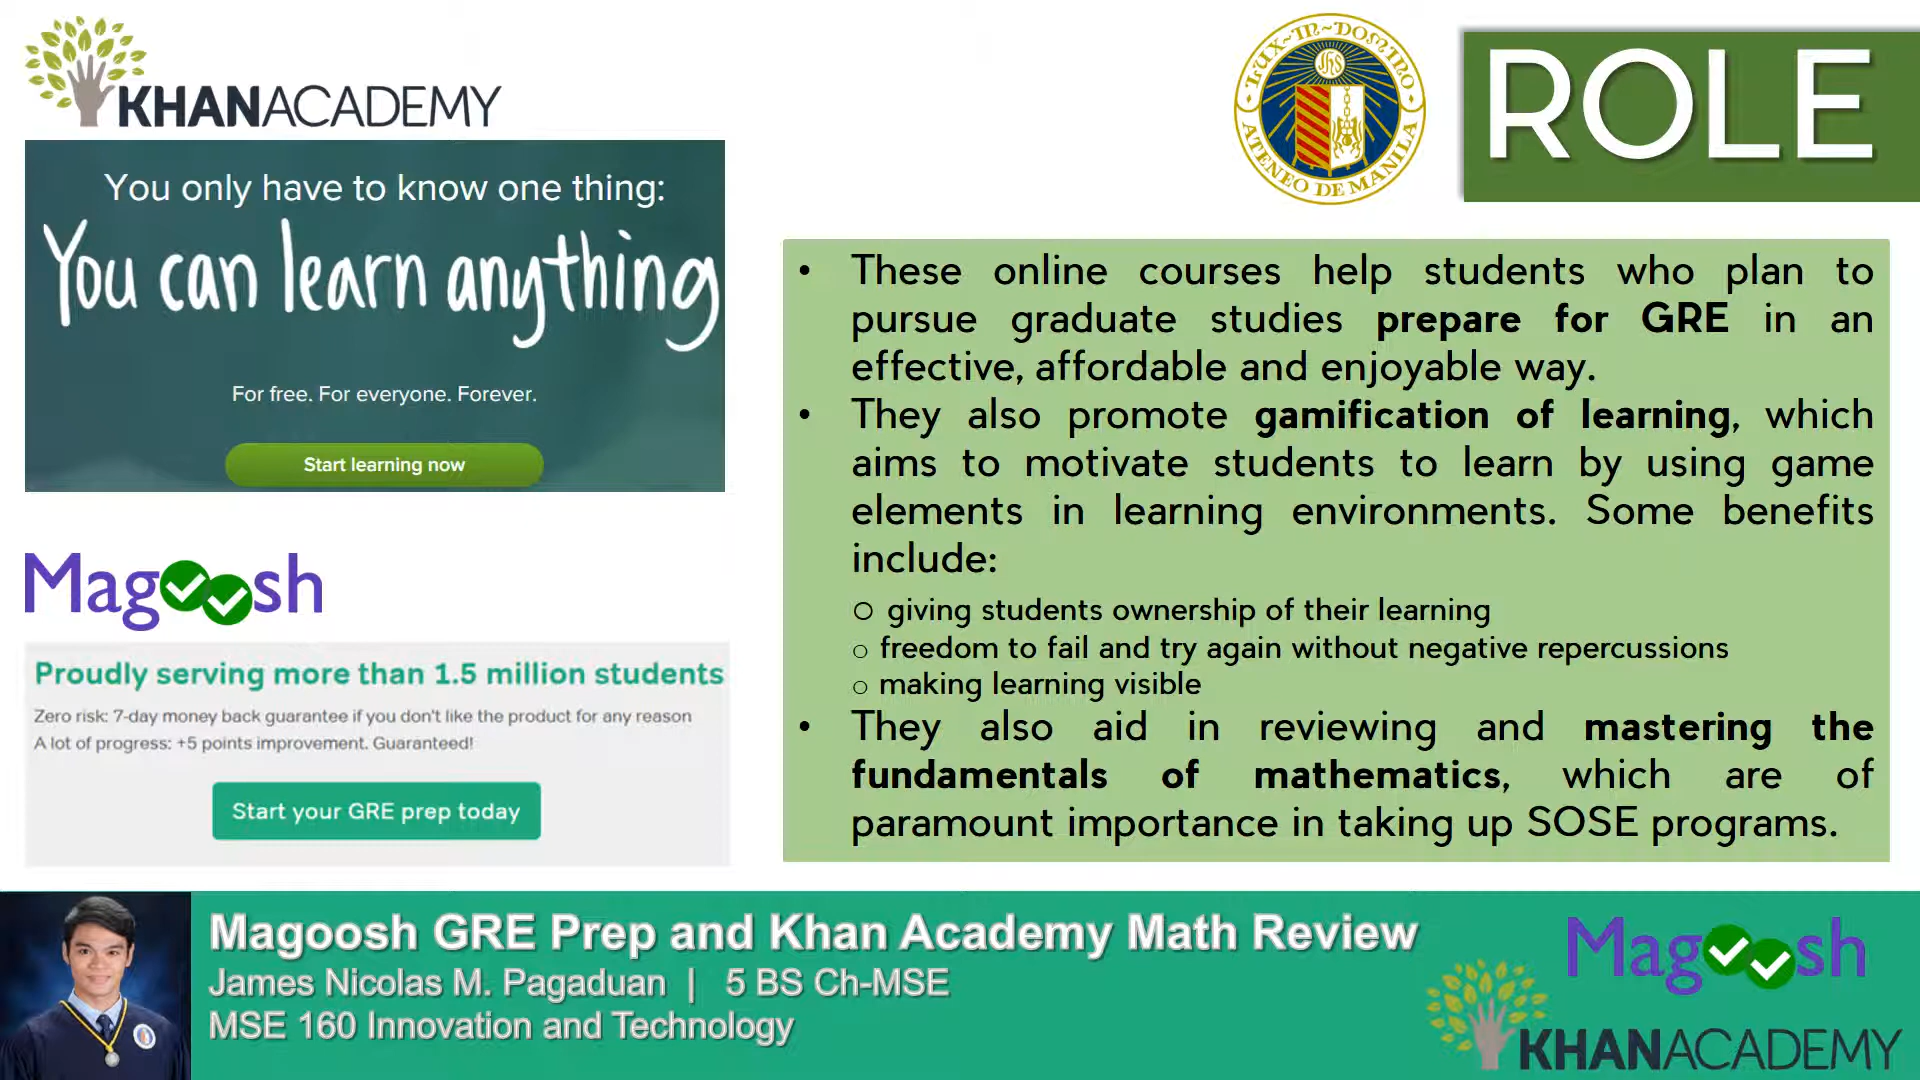 KHANACADEMY
You only have to know one thing:
You can learn anything
For free. For everyone. Forever.
Start learning now
Magoosh
Proudly serving more than 1.5 million students
Zero risk: 7-day money back guarantee if you don't like the product for any reason
A lot of progress: +5 points improvement. Guaranteed!
Start your GRE prep today
LUX~IN~DOMINO
JHS
ATENEO DE MANILA
ROLE
• These online courses help students who plan to
pursue graduate studies prepare for GRE in an
effective, affordable and enjoyable way.
• They also promote gamification of learning, which
aims to motivate students to learn by using game
elements in learning environments. Some benefits
include:
o giving students ownership of their learning
o freedom to fail and try again without negative repercussions
o making learning visible
• They also aid in reviewing and mastering the
fundamentals of mathematics, which are of
paramount importance in taking up SOSE programs.
Magoosh GRE Prep and Khan Academy Math Review
James Nicolas M. Pagaduan | 5 BS Ch-MSE
MSE 160 Innovation and Technology
Magoosh
KHANACADEMY